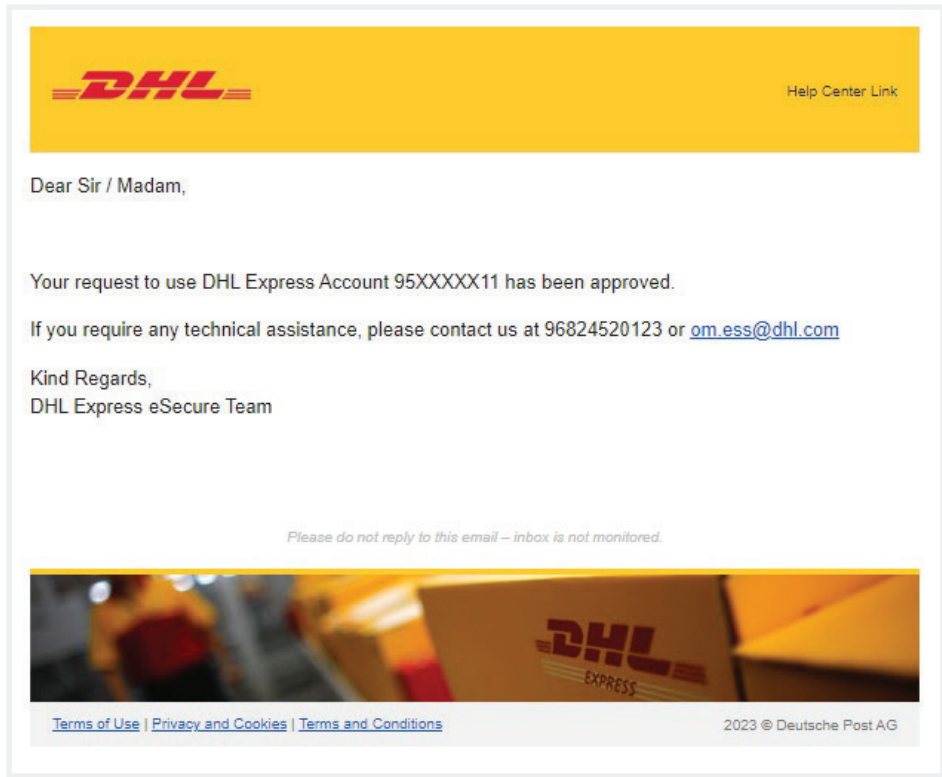 DHL
Help Center Link
Dear Sir / Madam,
Your request to use DHL Express Account 95XXXXX11 has been approved.
If you require any technical assistance, please contact us at 96824520123 or om.ess@dhl.com
Kind Regards,
DHL Express eSecure Team
Please do not reply to this email – inbox is not monitored.
DHL
EXPRESS
Terms of Use | Privacy and Cookies | Terms and Conditions
2023 © Deutsche Post AG